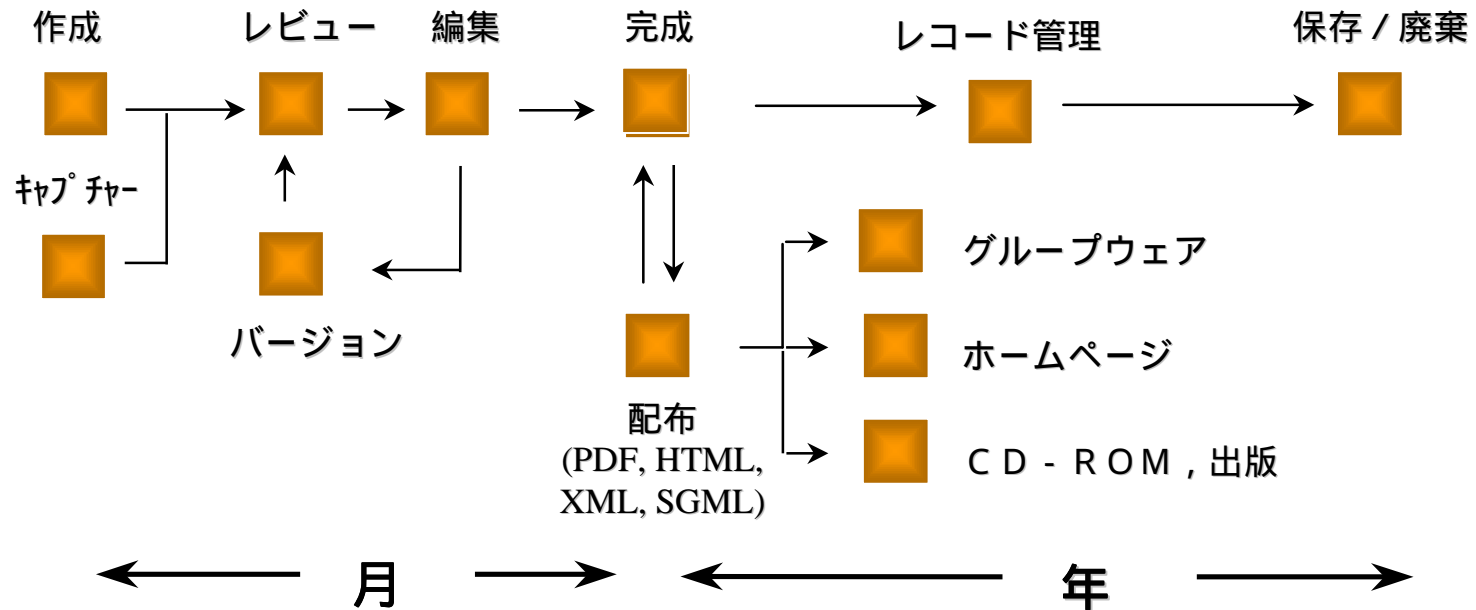 作成
レビュー
編集
完成
レコード管理
保存／廃棄
ｷｬﾌﾟﾁｬｰ
グループウェア
バージョン
ホームページ
配布
(PDF, HTML,
XML, SGML)
ＣＤ‐ＲＯＭ，出版
月
年